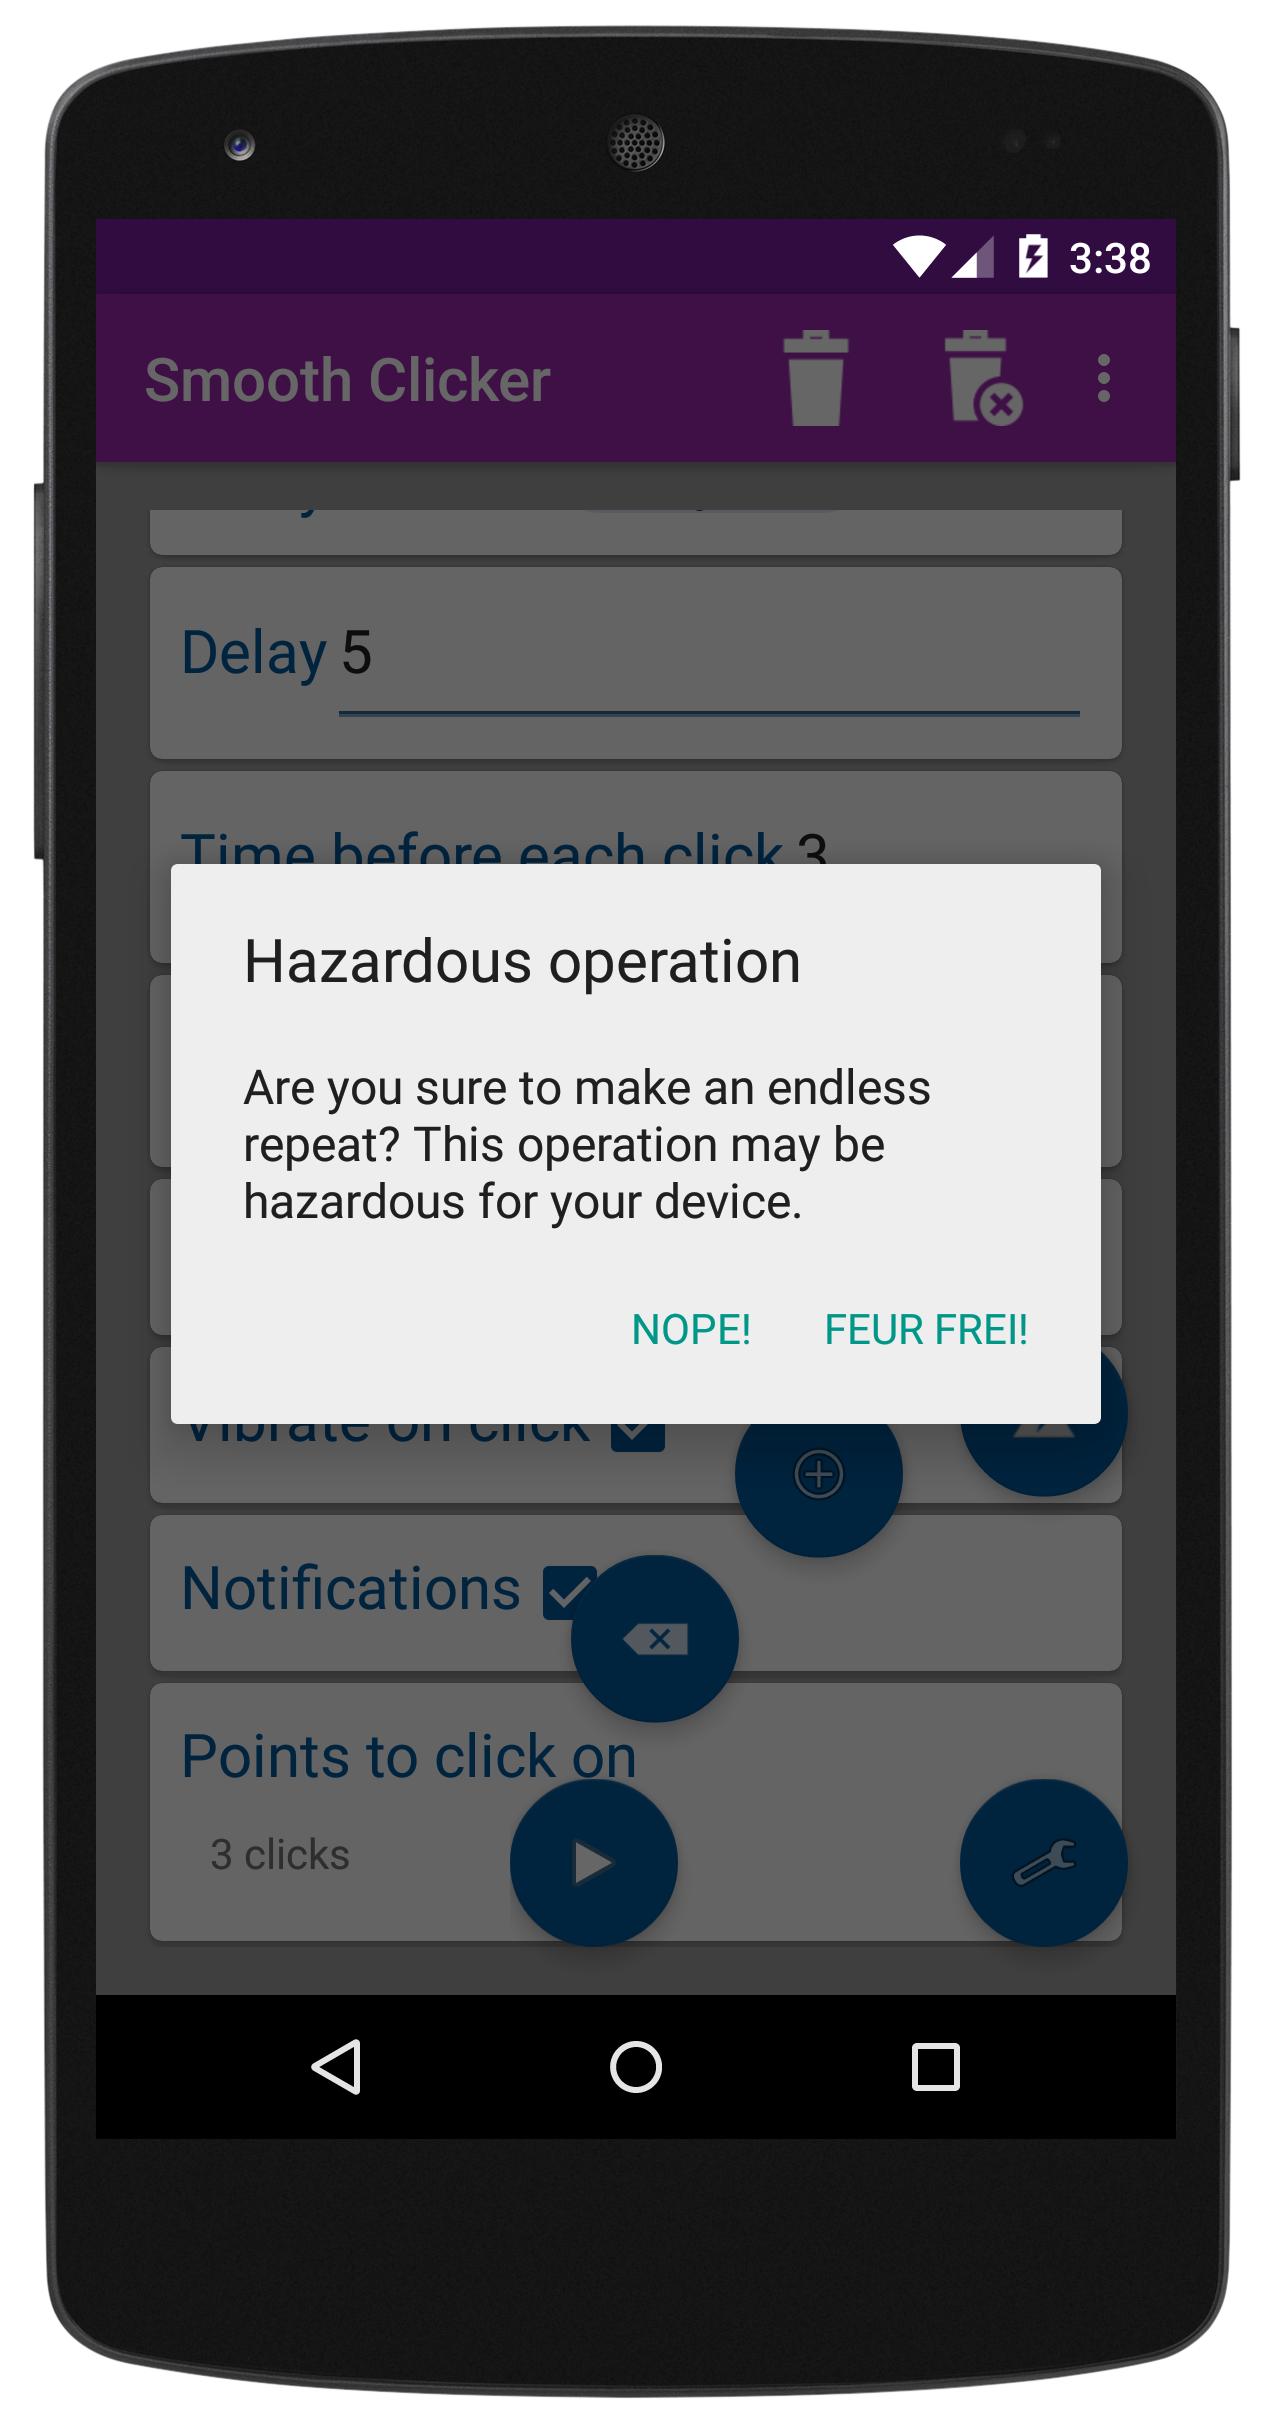 3:38
Smooth Clicker
Delay 5
Time before each click 3
Hazardous operation
Are you sure to make an endless
repeat? This operation may be
hazardous for your device.
NOPE! FEUR FREI!
Vibrate on click
Notifications
Points to click on
3 clicks